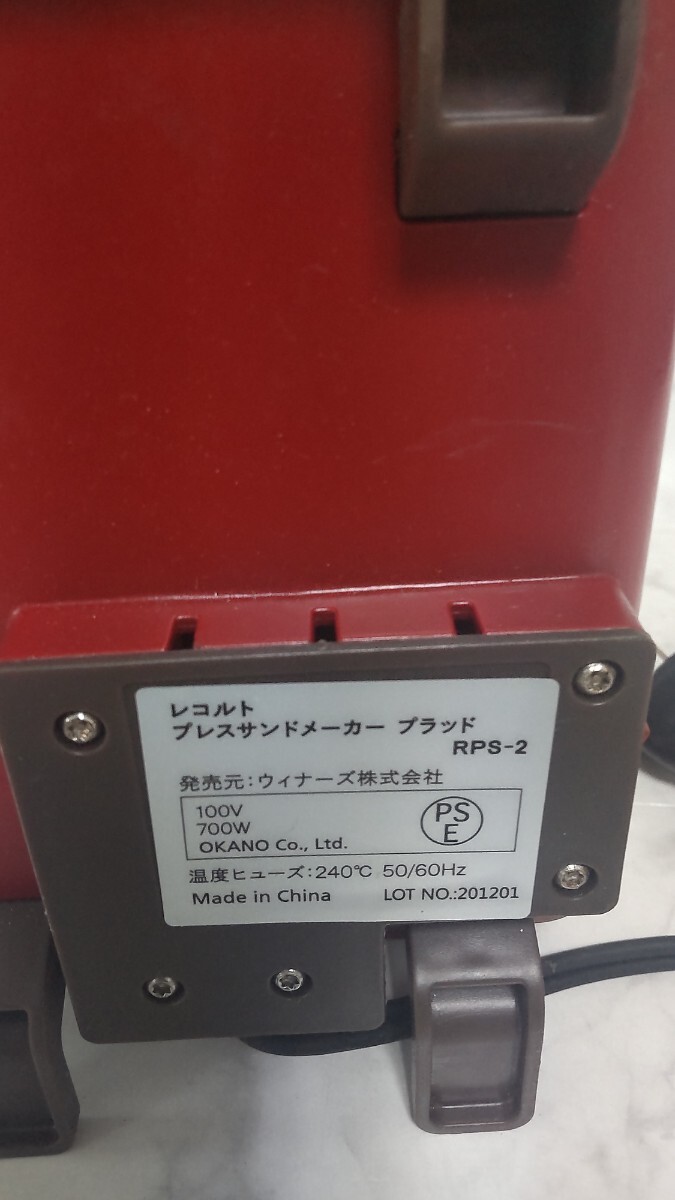 レコルト
プレスサンドメーカー プラッド
RPS-2
発売元:ウィナーズ株式会社
100V
700W
OKANO Co., Ltd.
PS
E
温度ヒューズ:240℃ 50/60Hz
Made in China LOT NO.:201201